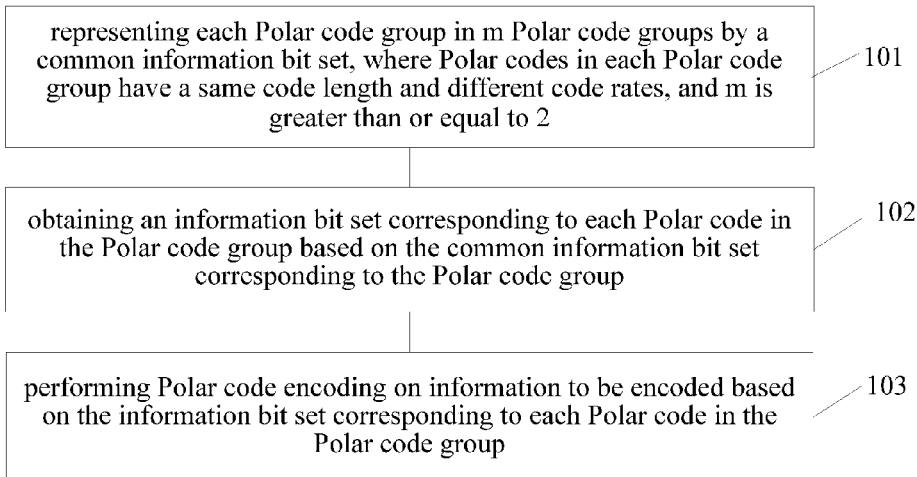 representing each Polar code group in m Polar code groups by a
common information bit set, where Polar codes in each Polar code
group have a same code length and different code rates, and m is
greater than or equal to 2
101
obtaining an information bit set corresponding to each Polar code in
the Polar code group based on the common information bit set
corresponding to the Polar code group
102
performing Polar code encoding on information to be encoded based
on the information bit set corresponding to each Polar code in the
Polar code group
103